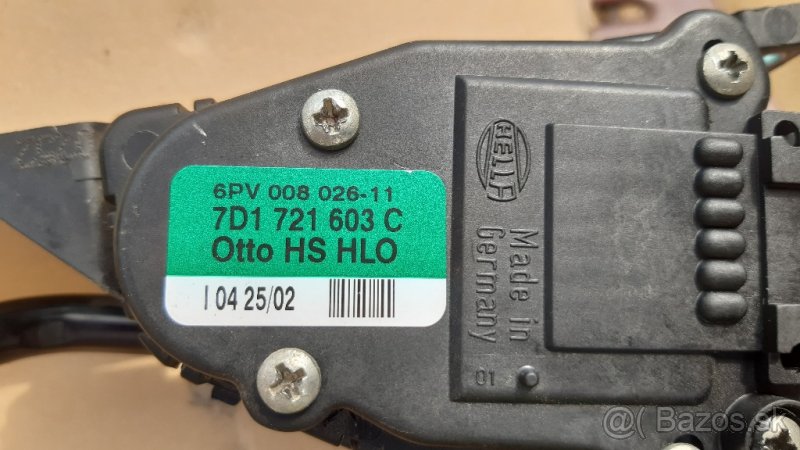 6PV 008 026-11
7D1 721 603 C
Otto HS HLO
I 04 25/02
HELLA
Made in
Germany
01
© Bazos.sk